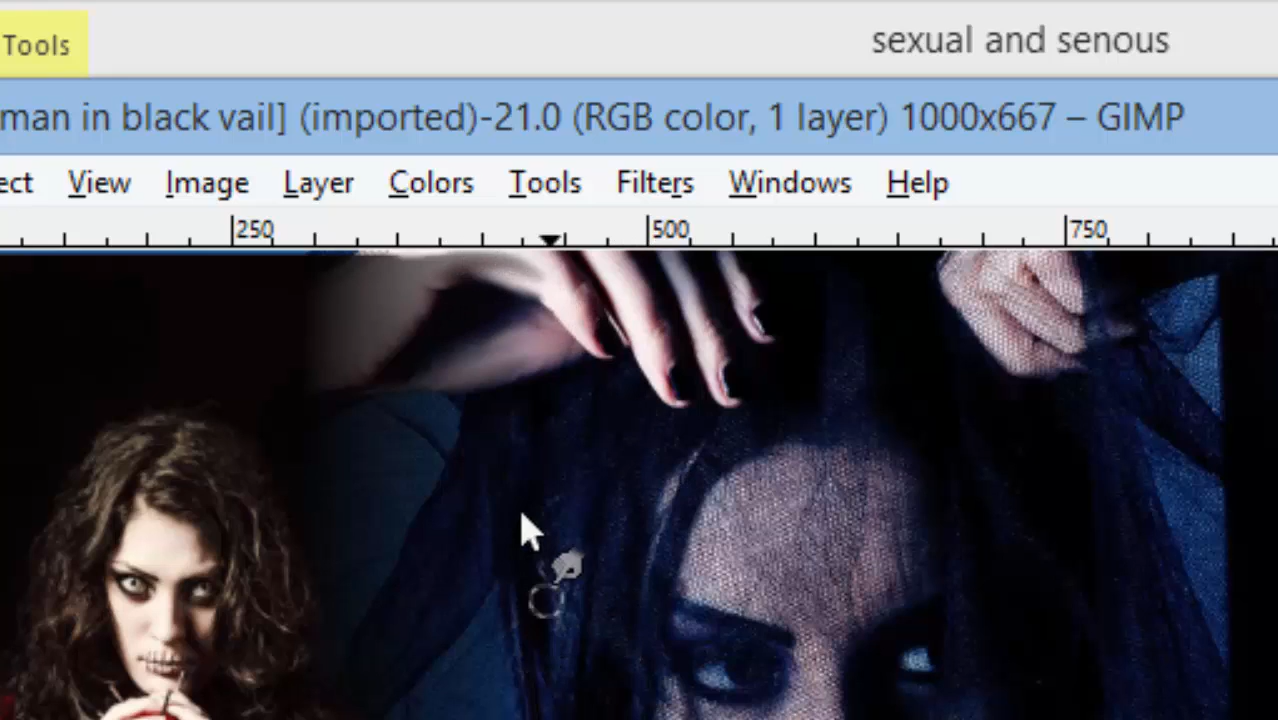 Tools
sexual and senous
man in black vail] (imported)-21.0 (RGB color, 1 layer) 1000x667 – GIMP
ect View Image Layer Colors Tools Filters Windows Help
250 500 750